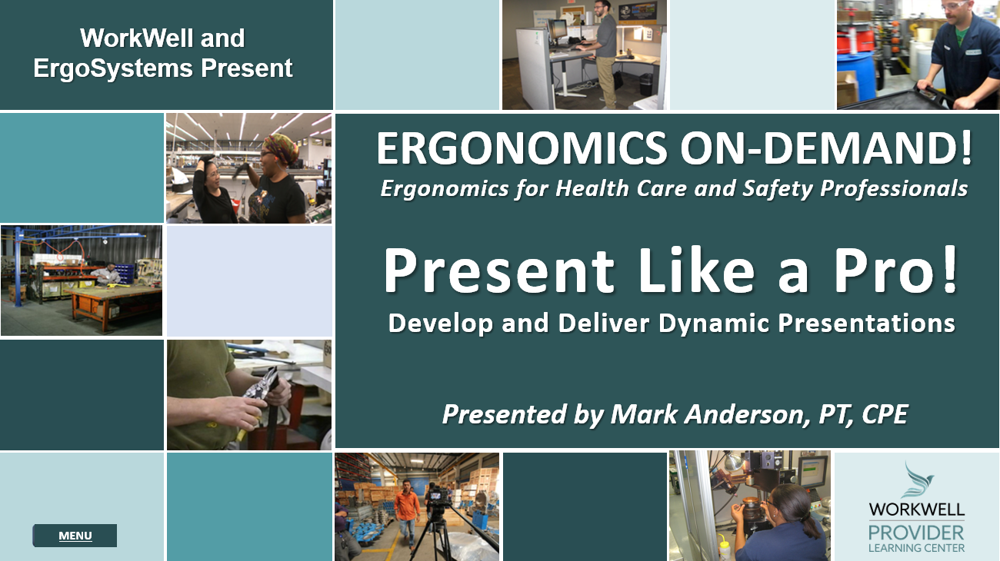 WorkWell and
ErgoSystems Present
ERGONOMICS ON-DEMAND!
Ergonomics for Health Care and Safety Professionals
Present Like a Pro!
Develop and Deliver Dynamic Presentations
Presented by Mark Anderson, PT, CPE
MENU
WORKWELL
PROVIDER
LEARNING CENTER